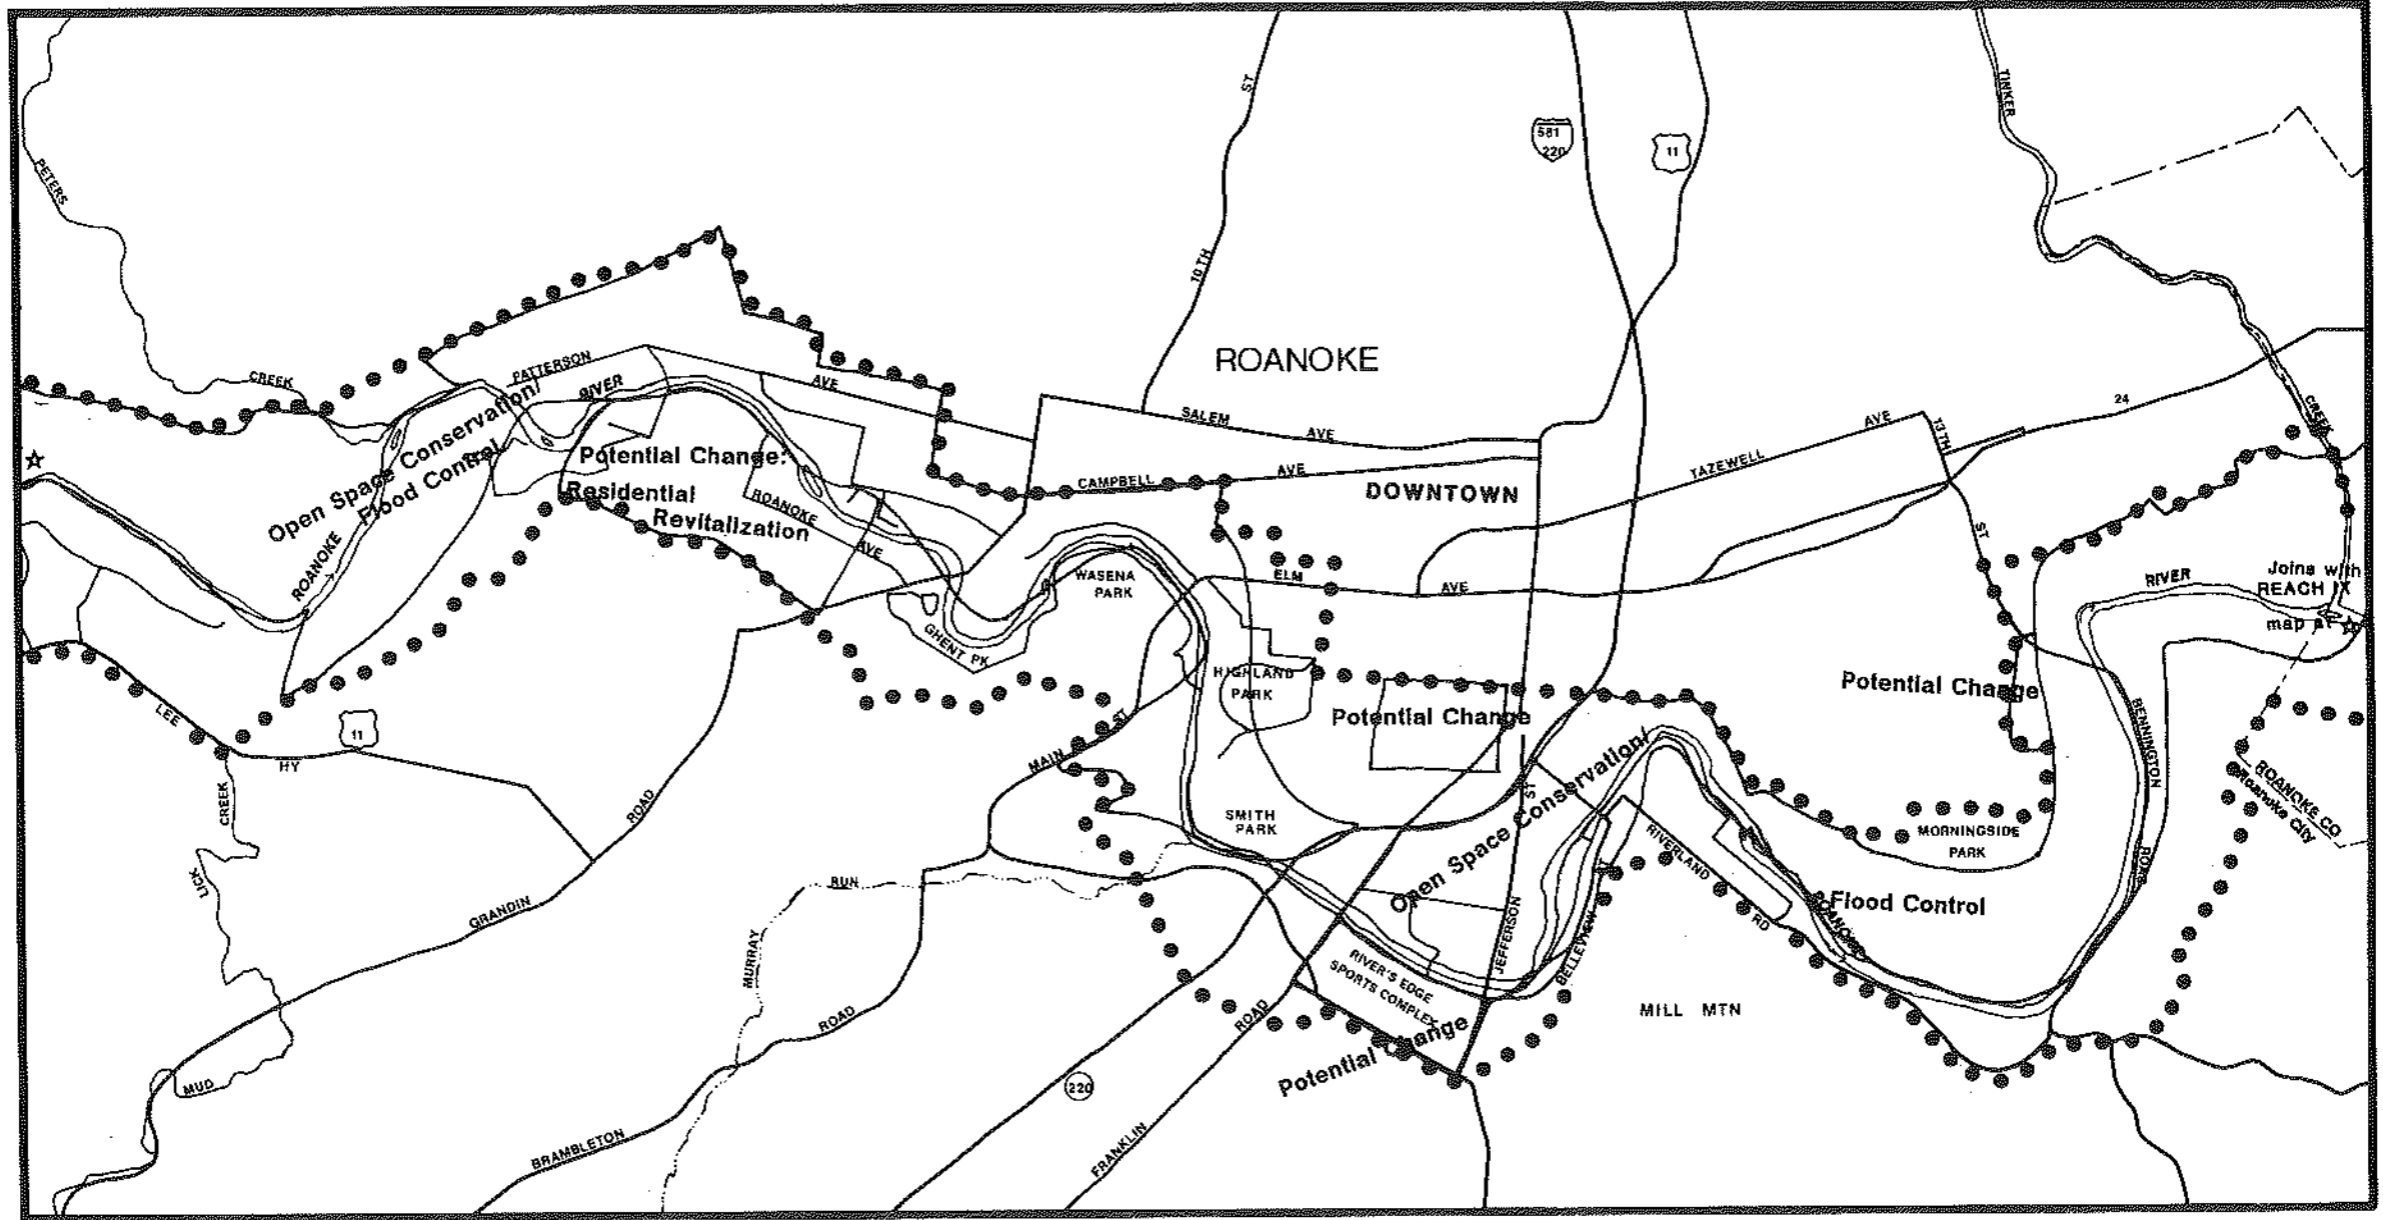 ST
TINKER
581
220
11
PETERS
10 TH
ROANOKE
CREEK
PATTERSON
AVE
RIVER
SALEM
AVE
24
AVE
13TH
CREEK
Open Space Conservation/
Flood Control
Potential Change:
Residential
Revitalization
ROANOKE
AVE
CAMPBELL
AVE
DOWNTOWN
TAZEWELL
ST
ROANOKE
WASENA
PARK
ELM
AVE
RIVER
Joins with
REACH IX
map at
GHENT PK
HIGHLAND
PARK
Potential Change
Potential Change
LEE
11
HY
MAIN
ST
ST
BENNINGTON
ROANOKE CO
Roanoke City
CREEK
ROAD
SMITH
PARK
Open Space Conservation/
RIVERLAND
RD
MORNINGSIDE
PARK
LICK
RUN
GRANDIN
Flood Control
ROANOKE
MURRAY
JEFFERSON
BELLEVIEW
RIVER'S EDGE
SPORTS COMPLEX
MILL MTN
ROAD
ROAD
Potential Change
MUD
220
BRAMBLETON
FRANKLIN